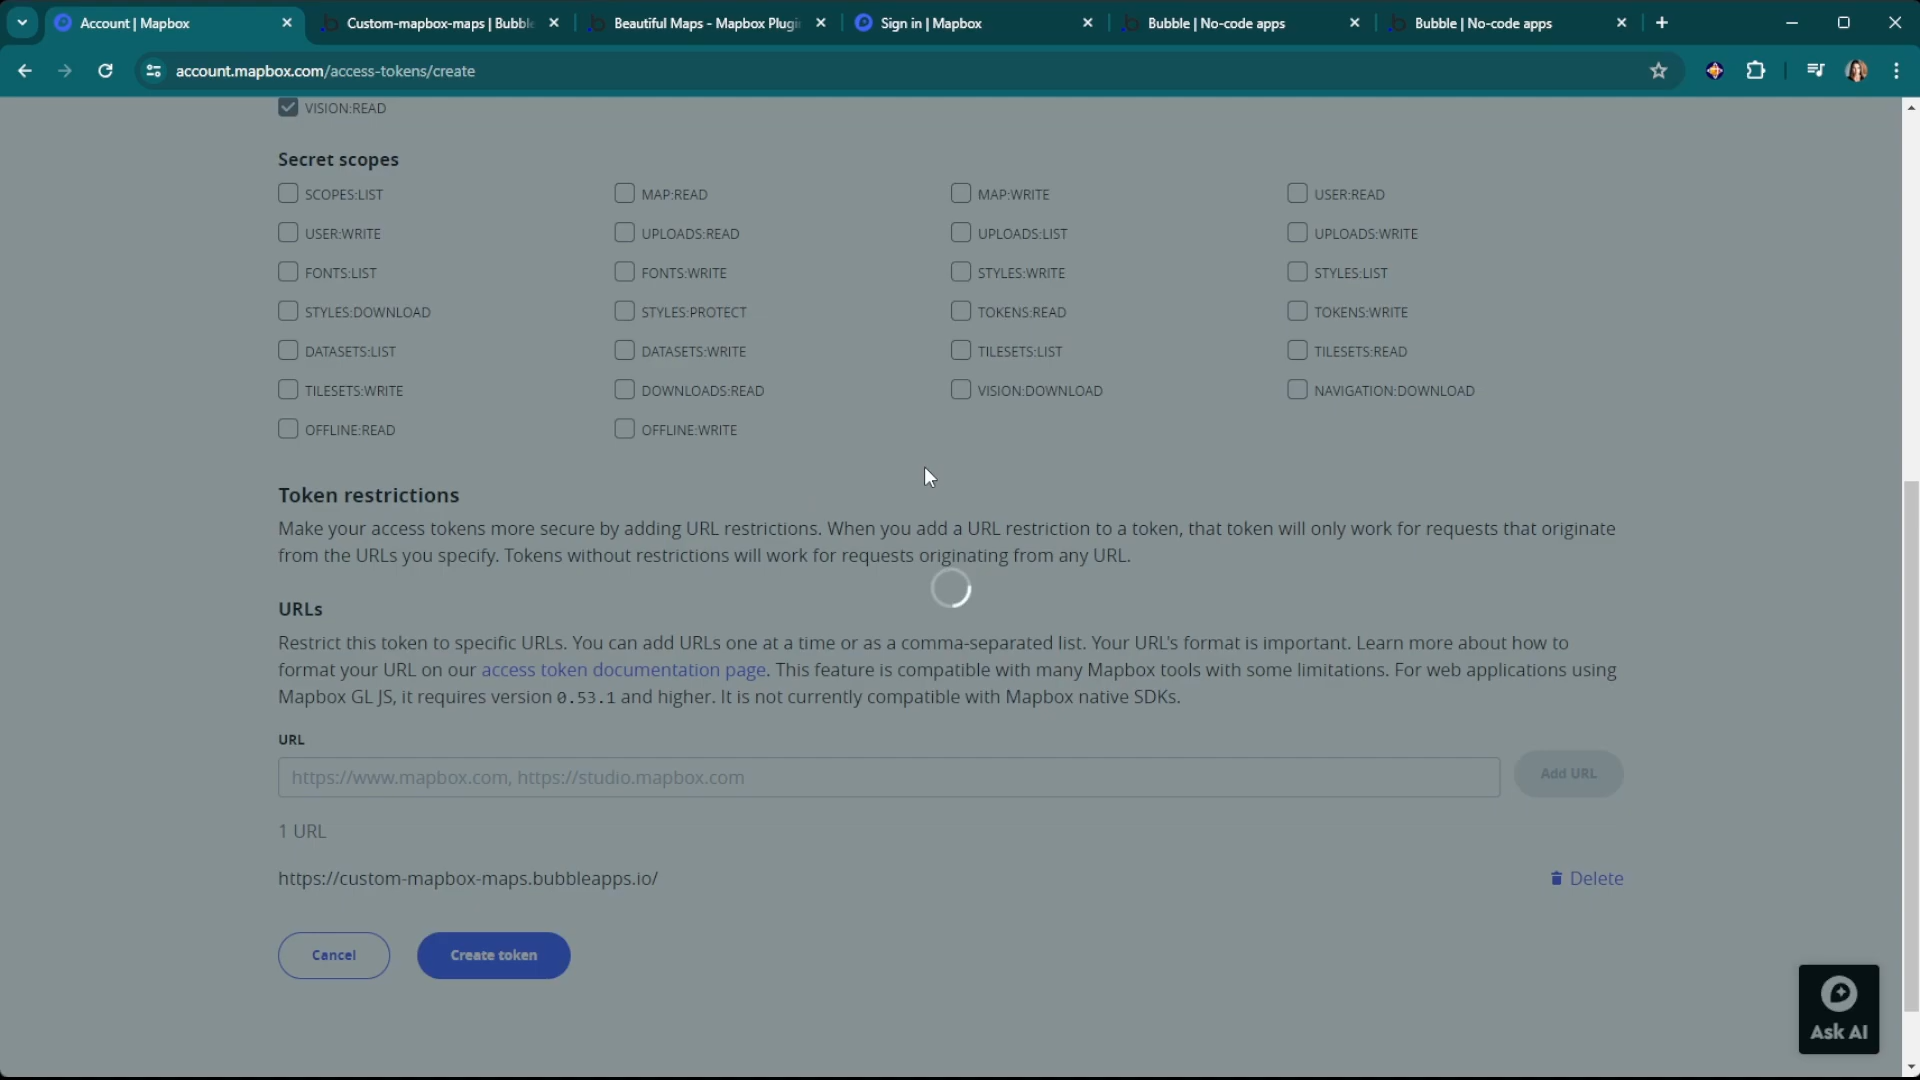 Account | Mapbox
Custom-mapbox-maps | Bubble
Beautiful Maps - Mapbox Plugi
Sign in | Mapbox
Bubble | No-code apps
Bubble | No-code apps
account.mapbox.com/access-tokens/create
VISION:READ
Secret scopes
SCOPES:LIST
MAP:READ
MAP:WRITE
USER:READ
USER:WRITE
UPLOADS:READ
UPLOADS:LIST
UPLOADS:WRITE
FONTS:LIST
FONTS:WRITE
STYLES:WRITE
STYLES:LIST
STYLES:DOWNLOAD
STYLES:PROTECT
TOKENS:READ
TOKENS:WRITE
DATASETS:LIST
DATASETS:WRITE
TILESETS:LIST
TILESETS:READ
TILESETS:WRITE
DOWNLOADS:READ
VISION:DOWNLOAD
NAVIGATION:DOWNLOAD
OFFLINE:READ
OFFLINE:WRITE
Token restrictions
Make your access tokens more secure by adding URL restrictions. When you add a URL restriction to a token, that token will only work for requests that originate
from the URLs you specify. Tokens without restrictions will work for requests originating from any URL.
URLs
Restrict this token to specific URLs. You can add URLs one at a time or as a comma-separated list. Your URL's format is important. Learn more about how to
format your URL on our access token documentation page. This feature is compatible with many Mapbox tools with some limitations. For web applications using
Mapbox GL JS, it requires version 0.53.1 and higher. It is not currently compatible with Mapbox native SDKs.
URL
https://www.mapbox.com, https://studio.mapbox.com
Add URL
1 URL
https://custom-mapbox-maps.bubbleapps.io/
Delete
Cancel
Create token
Ask AI